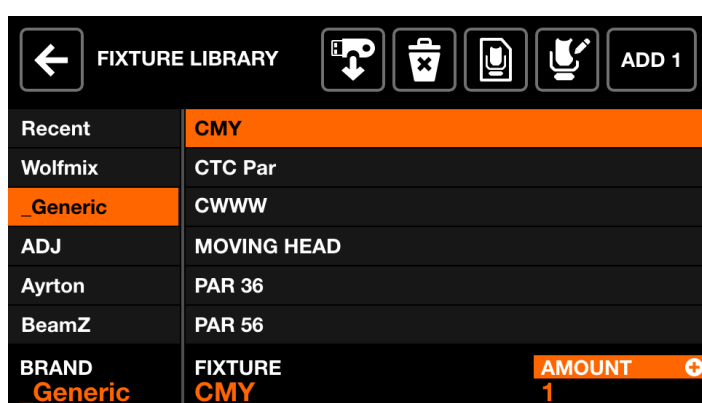 FIXTURE LIBRARY
ADD 1
Recent
CMY
Wolfmix
CTC Par
_Generic
CWWW
ADJ
MOVING HEAD
Ayrton
PAR 36
BeamZ
PAR 56
BRAND
FIXTURE
AMOUNT
_Generic
CMY
1